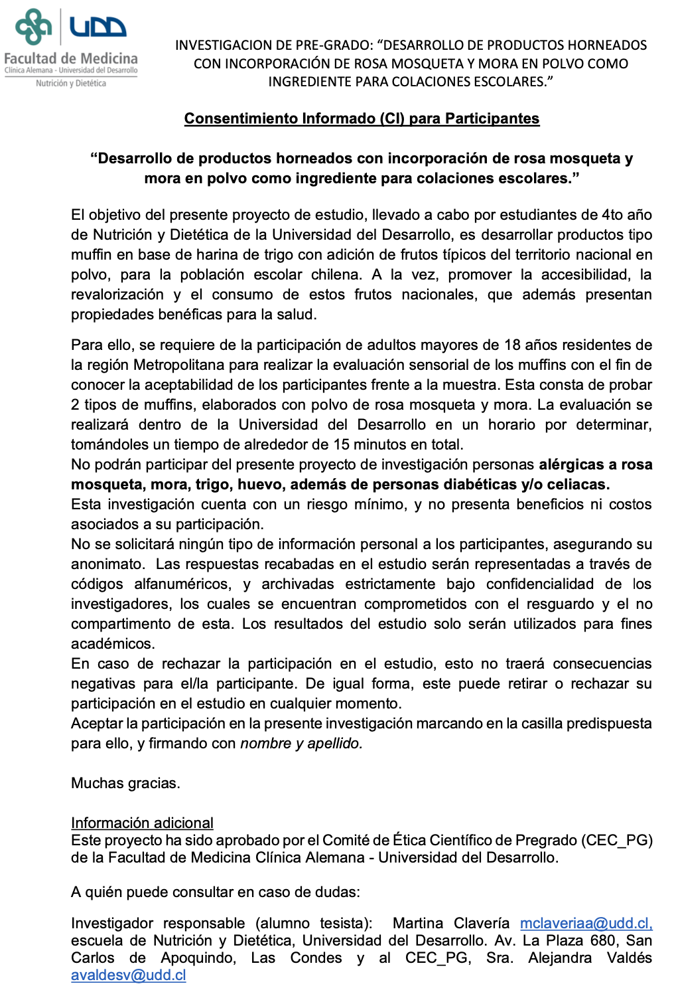 UDD
Facultad de Medicina
Clínica Alemana - Universidad del Desarrollo
Nutrición y Dietética
INVESTIGACION DE PRE-GRADO: “DESARROLLO DE PRODUCTOS HORNEADOS
CON INCORPORACIÓN DE ROSA MOSQUETA Y MORA EN POLVO COMO
INGREDIENTE PARA COLACIONES ESCOLARES.”
Consentimiento Informado (CI) para Participantes
“Desarrollo de productos horneados con incorporación de rosa mosqueta y
mora en polvo como ingrediente para colaciones escolares.”
El objetivo del presente proyecto de estudio, llevado a cabo por estudiantes de 4to año
de Nutrición y Dietética de la Universidad del Desarrollo, es desarrollar productos tipo
muffin en base de harina de trigo con adición de frutos típicos del territorio nacional en
polvo, para la población escolar chilena. A la vez, promover la accesibilidad, la
revalorización y el consumo de estos frutos nacionales, que además presentan
propiedades benéficas para la salud.
Para ello, se requiere de la participación de adultos mayores de 18 años residentes de
la región Metropolitana para realizar la evaluación sensorial de los muffins con el fin de
conocer la aceptabilidad de los participantes frente a la muestra. Esta consta de probar
2 tipos de muffins, elaborados con polvo de rosa mosqueta y mora. La evaluación se
realizará dentro de la Universidad del Desarrollo en un horario por determinar,
tomándoles un tiempo de alrededor de 15 minutos en total.
No podrán participar del presente proyecto de investigación personas alérgicas a rosa
mosqueta, mora, trigo, huevo, además de personas diabéticas y/o celiacas.
Esta investigación cuenta con un riesgo mínimo, y no presenta beneficios ni costos
asociados a su participación.
No se solicitará ningún tipo de información personal a los participantes, asegurando su
anonimato. Las respuestas recabadas en el estudio serán representadas a través de
códigos alfanuméricos, y archivadas estrictamente bajo confidencialidad de los
investigadores, los cuales se encuentran comprometidos con el resguardo y el no
compartimento de esta. Los resultados del estudio solo serán utilizados para fines
académicos.
En caso de rechazar la participación en el estudio, esto no traerá consecuencias
negativas para el/la participante. De igual forma, este puede retirar o rechazar su
participación en el estudio en cualquier momento.
Aceptar la participación en la presente investigación marcando en la casilla predispuesta
para ello, y firmando con nombre y apellido.
Muchas gracias.
Información adicional
Este proyecto ha sido aprobado por el Comité de Ética Científico de Pregrado (CEC_PG)
de la Facultad de Medicina Clínica Alemana - Universidad del Desarrollo.
A quién puede consultar en caso de dudas:
Investigador responsable (alumno tesista): Martina Clavería mclaveriaa@udd.cl,
escuela de Nutrición y Dietética, Universidad del Desarrollo. Av. La Plaza 680, San
Carlos de Apoquindo, Las Condes y al CEC_PG, Sra. Alejandra Valdés
avaldesv@udd.cl